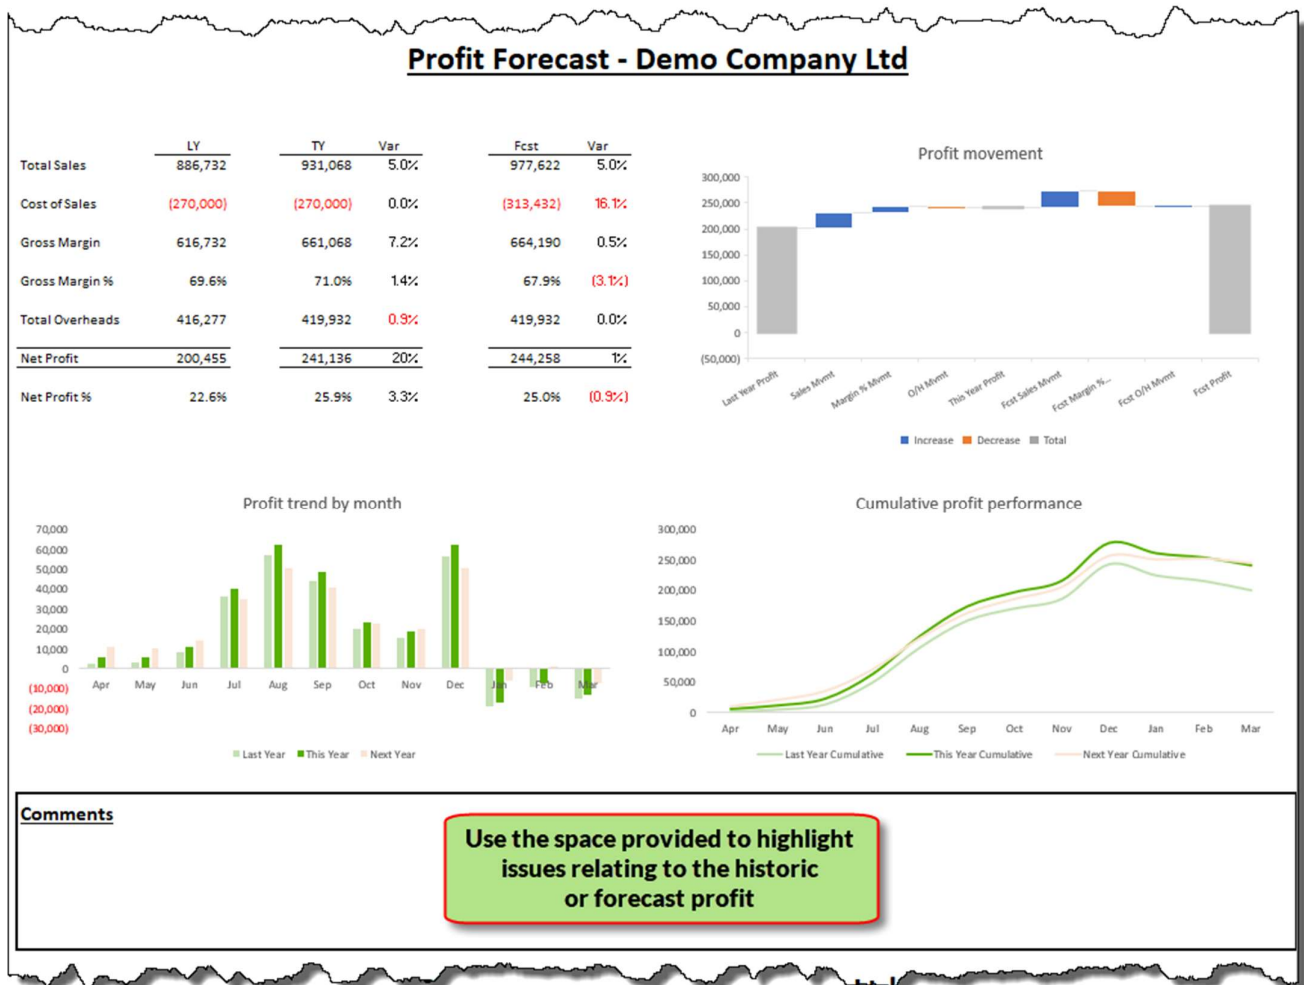 Profit Forecast - Demo Company Ltd
LY TY Var Fcst Var
Total Sales 886,732 931,068 5.0% 977,622 5.0%
Cost of Sales (270,000) (270,000) 0.0% (313,432) 16.1%
Gross Margin 616,732 661,068 7.2% 664,190 0.5%
Gross Margin % 69.6% 71.0% 1.4% 67.9% (3.1%)
Total Overheads 416,277 419,932 0.9% 419,932 0.0%
Net Profit 200,455 241,136 20% 244,258 1%
Net Profit % 22.6% 25.9% 3.3% 25.0% (0.9%)
Profit movement
300,000
250,000
200,000
150,000
100,000
50,000
0
(50,000)
Last Year Profit Sales Mvmt Margin % Mvmt O/H Mvmt This Year Profit Fcst Sales Mvmt Fcst Margin %... Fcst O/H Mvmt Fcst Profit
Increase Decrease Total
Profit trend by month
70,000
60,000
50,000
40,000
30,000
20,000
10,000
0
(10,000)
(20,000)
(30,000)
Apr May Jun Jul Aug Sep Oct Nov Dec Jan Feb Mar
Last Year This Year Next Year
Cumulative profit performance
300,000
250,000
200,000
150,000
100,000
50,000
0
Apr May Jun Jul Aug Sep Oct Nov Dec Jan Feb Mar
Last Year Cumulative This Year Cumulative Next Year Cumulative
Comments
Use the space provided to highlight
issues relating to the historic
or forecast profit